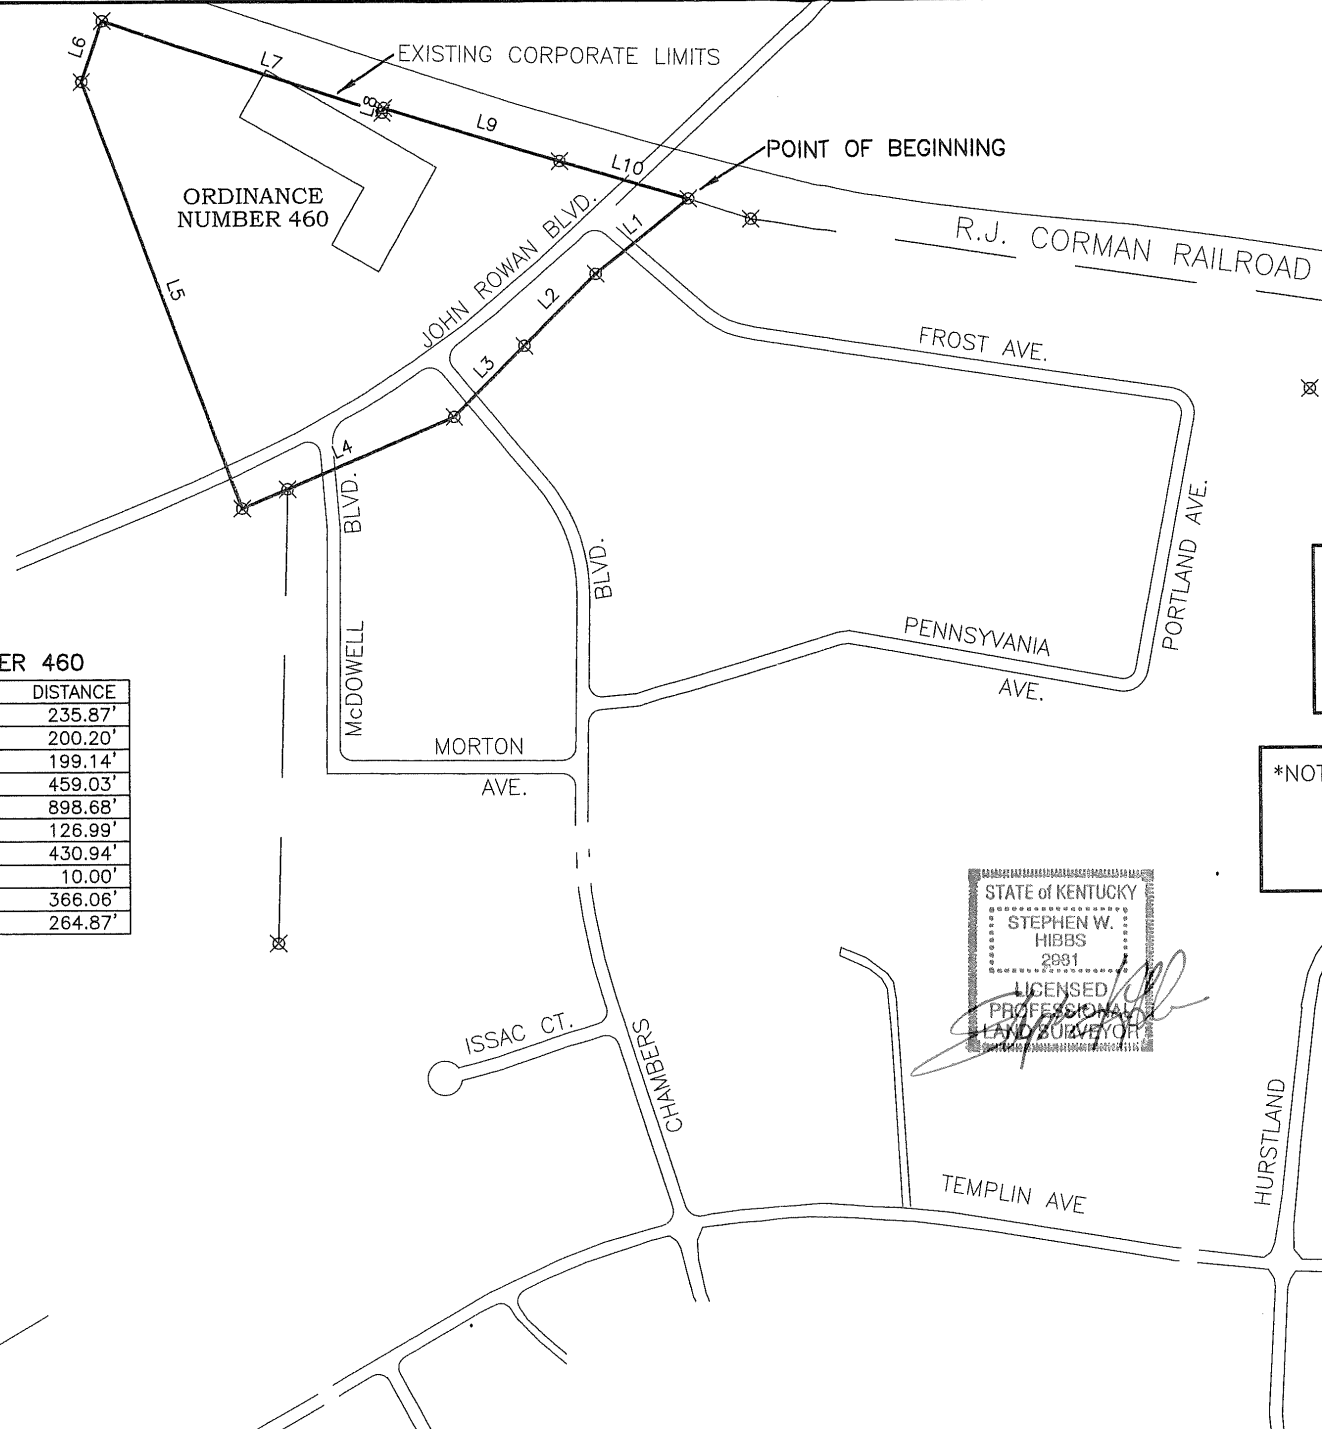 L6
L7
EXISTING CORPORATE LIMITS
L8
L9
L10
POINT OF BEGINNING
ORDINANCE
NUMBER 460
L1
R.J. CORMAN RAILROAD
JOHN ROWAN BLVD.
L5
L2
FROST AVE.
L3
L4
BLVD.
BLVD.
PORTLAND AVE.
PENNSYVANIA
AVE.
McDOWELL
ER 460
DISTANCE
235.87'
200.20'
199.14'
459.03'
898.68'
126.99'
430.94'
10.00'
366.06'
264.87'
MORTON
AVE.
*NOT
STATE of KENTUCKY
STEPHEN W.
HIBBS
2981
LICENSED
PROFESSIONAL
LAND SURVEYOR
ISSAC CT.
CHAMBERS
HURSTLAND
TEMPLIN AVE